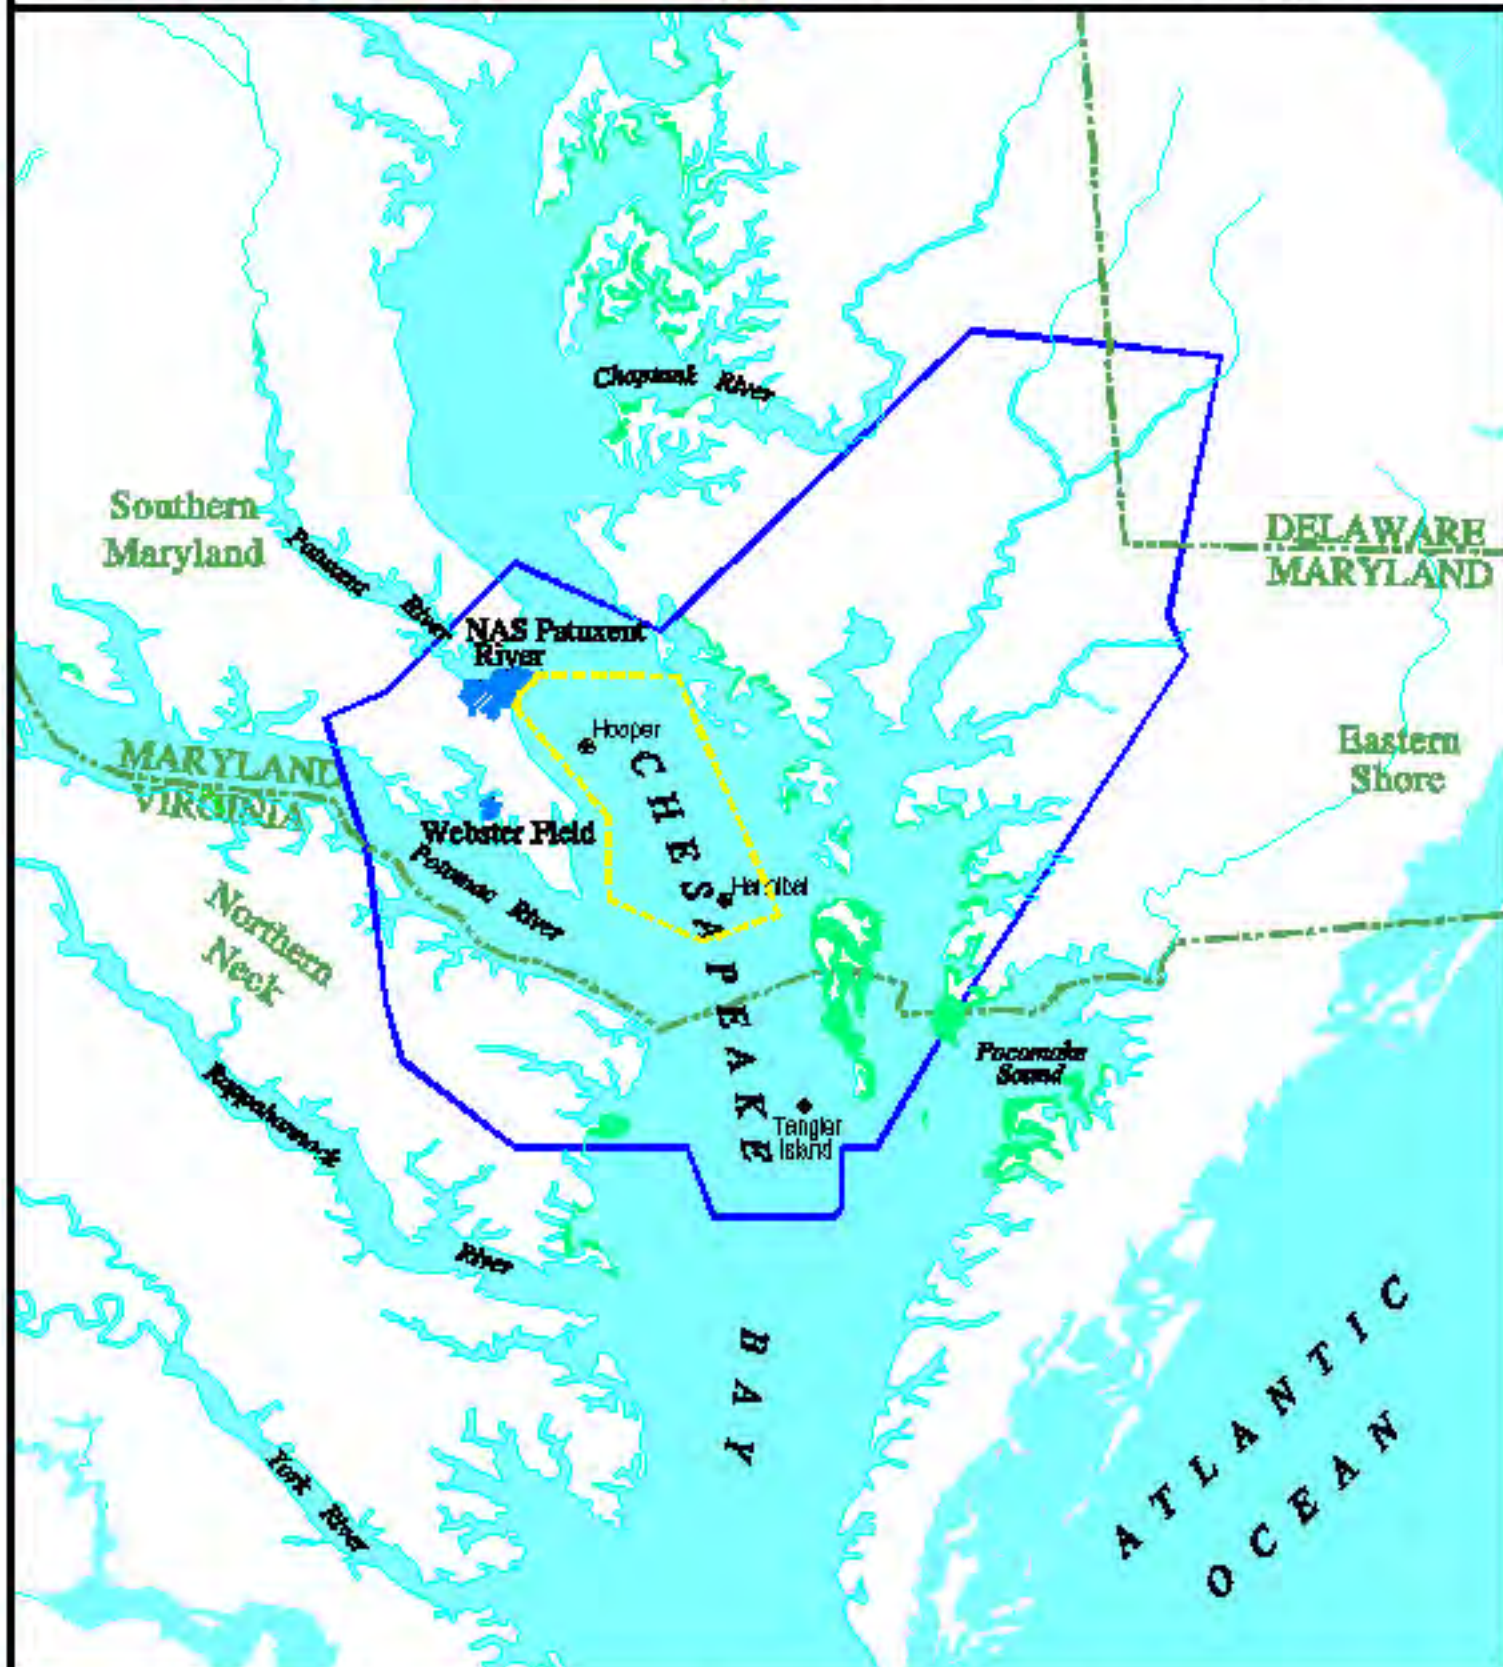 Choptank River
Southern
Maryland
Patuxent River
DELAWARE
MARYLAND
NAS Patuxent
River
Hooper
MARYLAND
VIRGINIA
Eastern
Shore
Webster Field
Potomac River
Hannibal
Northern
Neck
CHESAPEAKE
Pocomoke
Sound
Rappahannock
River
Tangier
Island
BAY
ATLANTIC
OCEAN
York River